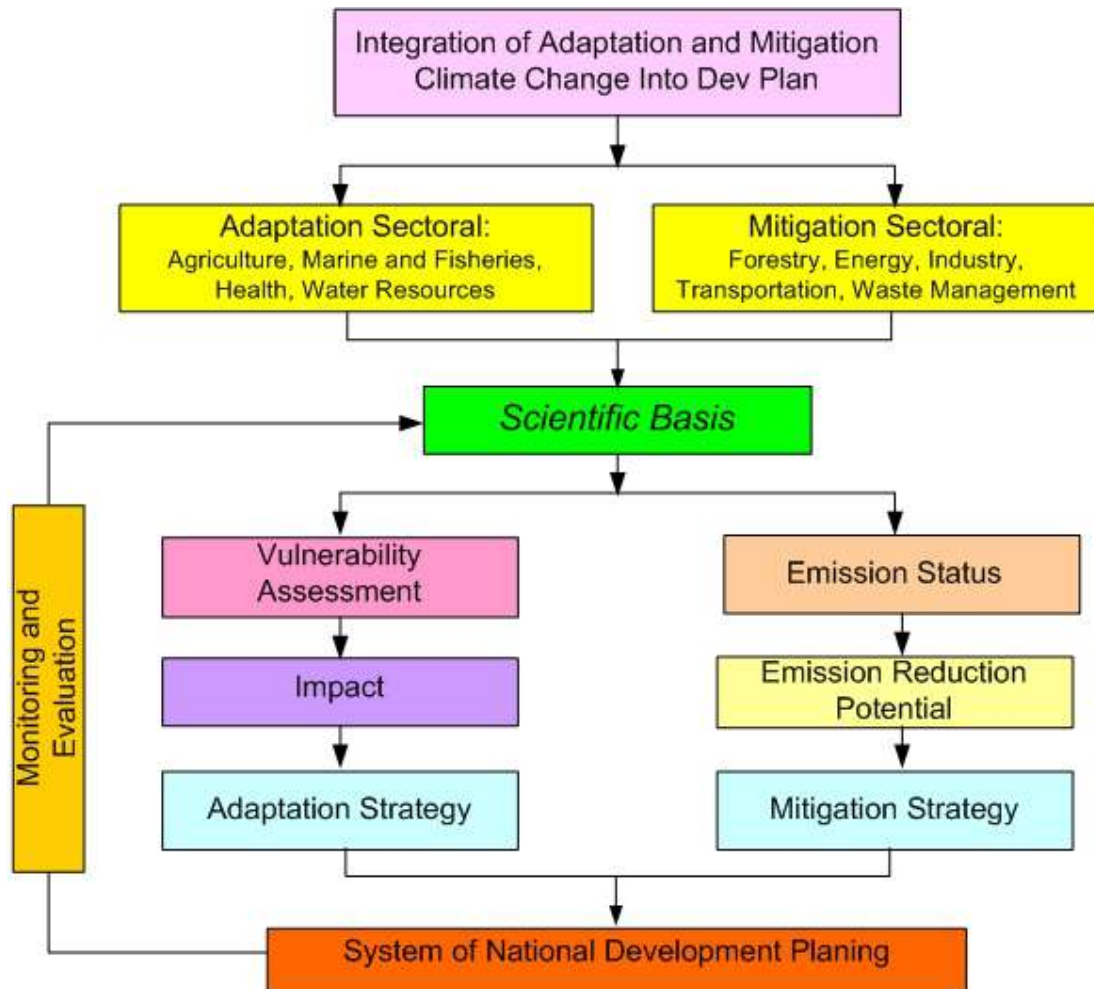 Integration of Adaptation and Mitigation
Climate Change Into Dev Plan
Adaptation Sectoral:
Agriculture, Marine and Fisheries,
Health, Water Resources
Mitigation Sectoral:
Forestry, Energy, Industry,
Transportation, Waste Management
Scientific Basis
Monitoring and
Evaluation
Vulnerability
Assessment
Emission Status
Impact
Emission Reduction
Potential
Adaptation Strategy
Mitigation Strategy
System of National Development Planing